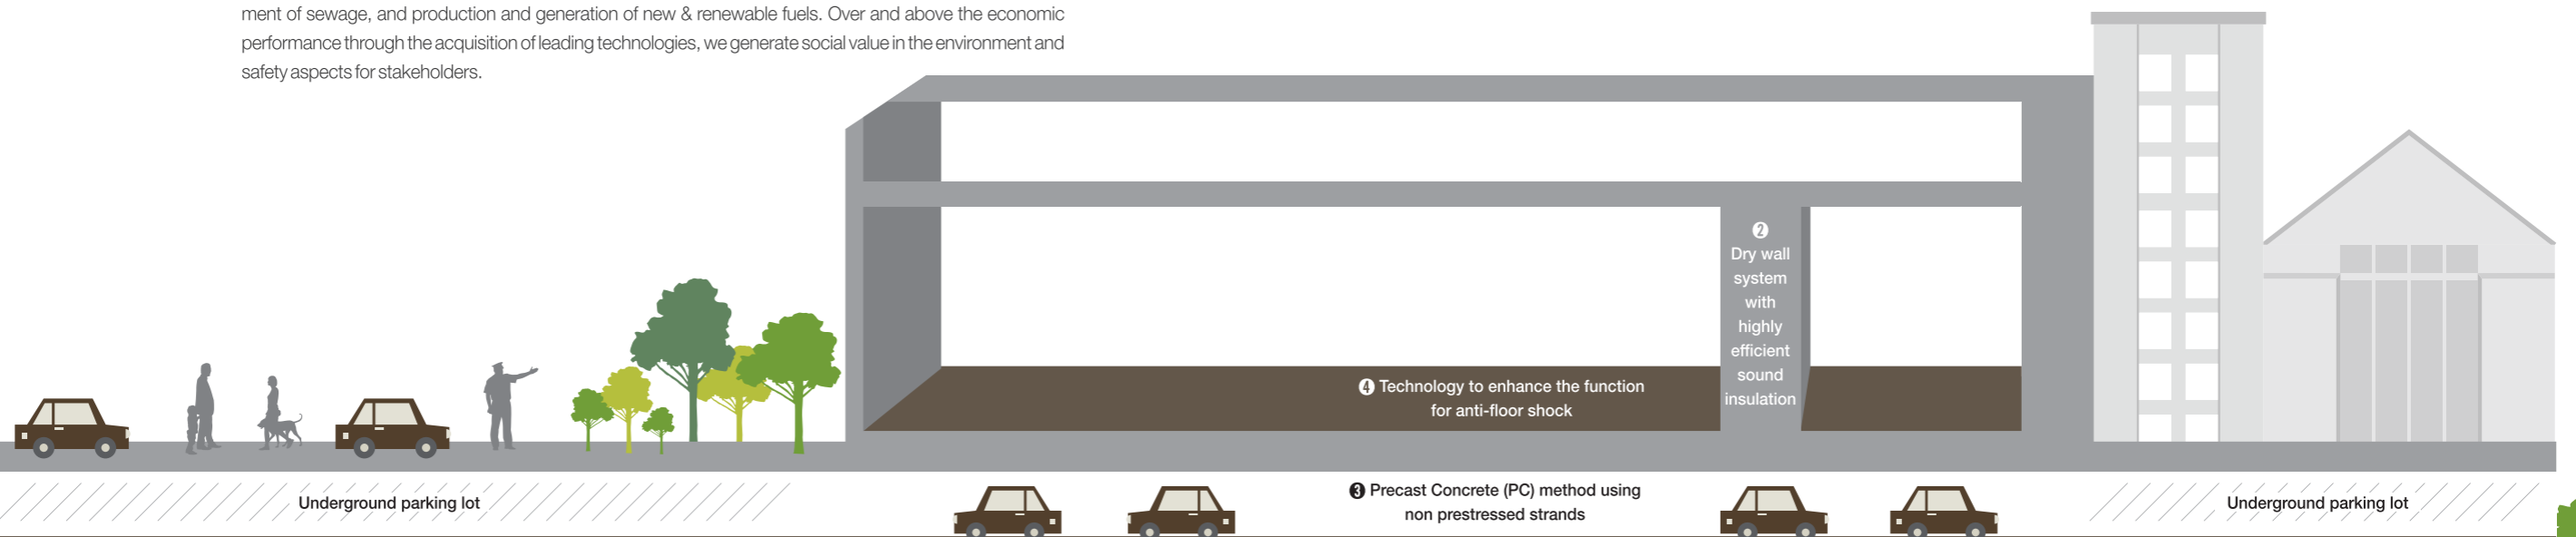 ment of sewage, and production and generation of new & renewable fuels. Over and above the economic
performance through the acquisition of leading technologies, we generate social value in the environment and
safety aspects for stakeholders.
❷
Dry wall
system
with
highly
efficient
sound
insulation
❹ Technology to enhance the function
for anti-floor shock
❸ Precast Concrete (PC) method using
non prestressed strands
Underground parking lot
Underground parking lot